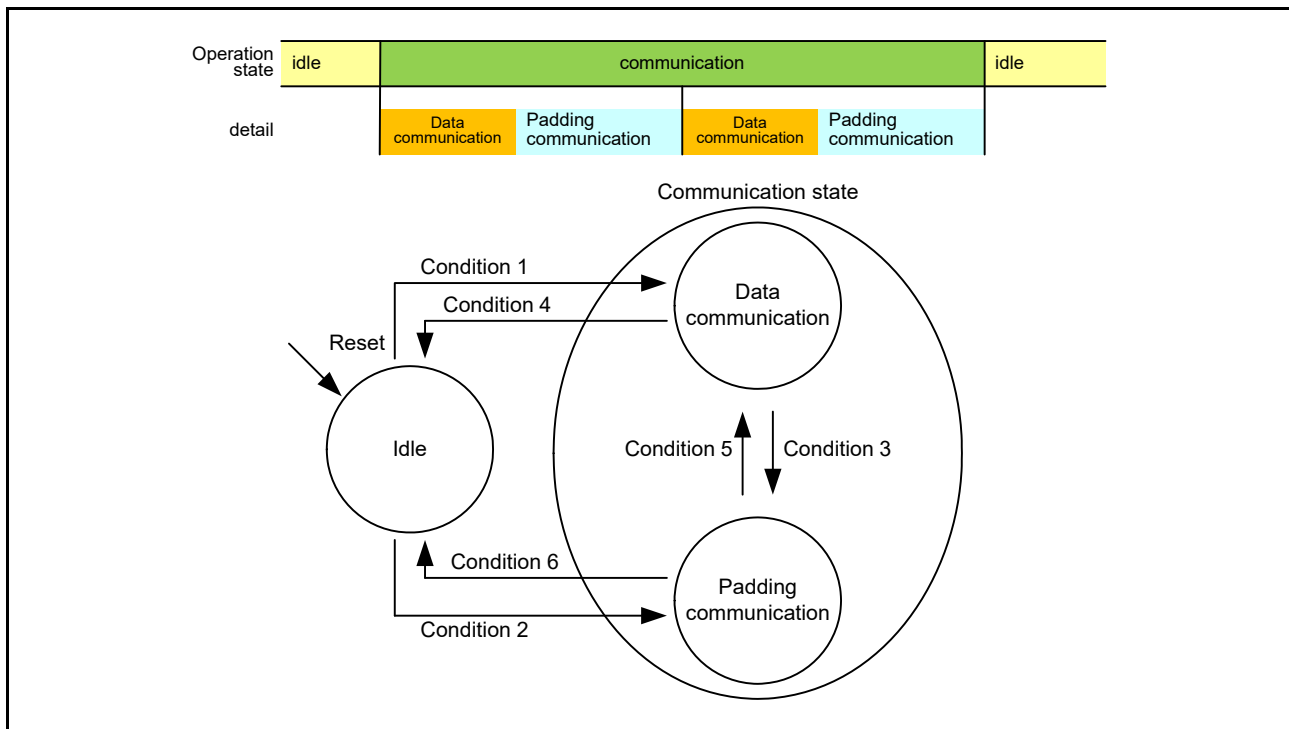 Operation
state
idle
communication
idle
detail
Data
communication
Padding
communication
Data
communication
Padding
communication
Communication state
Condition 1
Condition 4
Data
communication
Reset
Idle
Condition 5
Condition 3
Condition 6
Padding
communication
Condition 2